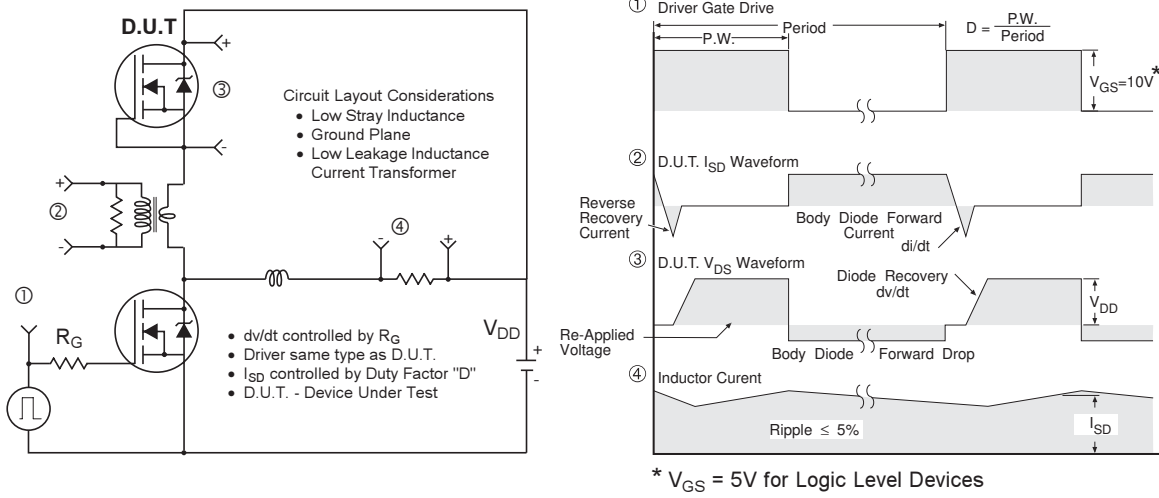 D.U.T
+
③
-
Circuit Layout Considerations
• Low Stray Inductance
• Ground Plane
• Low Leakage Inductance
Current Transformer
+
②
-
④
-
+
①
R_G
V_DD
+
-
• dv/dt controlled by R_G
• Driver same type as D.U.T.
• I_SD controlled by Duty Factor "D"
• D.U.T. - Device Under Test
① Driver Gate Drive
P.W.
Period
D = P.W.
Period
V_GS=10V*
② D.U.T. I_SD Waveform
Reverse
Recovery
Current
Body Diode Forward
Current
di/dt
③ D.U.T. V_DS Waveform
Diode Recovery
dv/dt
V_DD
Re-Applied
Voltage
Body Diode Forward Drop
④ Inductor Curent
Ripple ≤ 5%
I_SD
* V_GS = 5V for Logic Level Devices